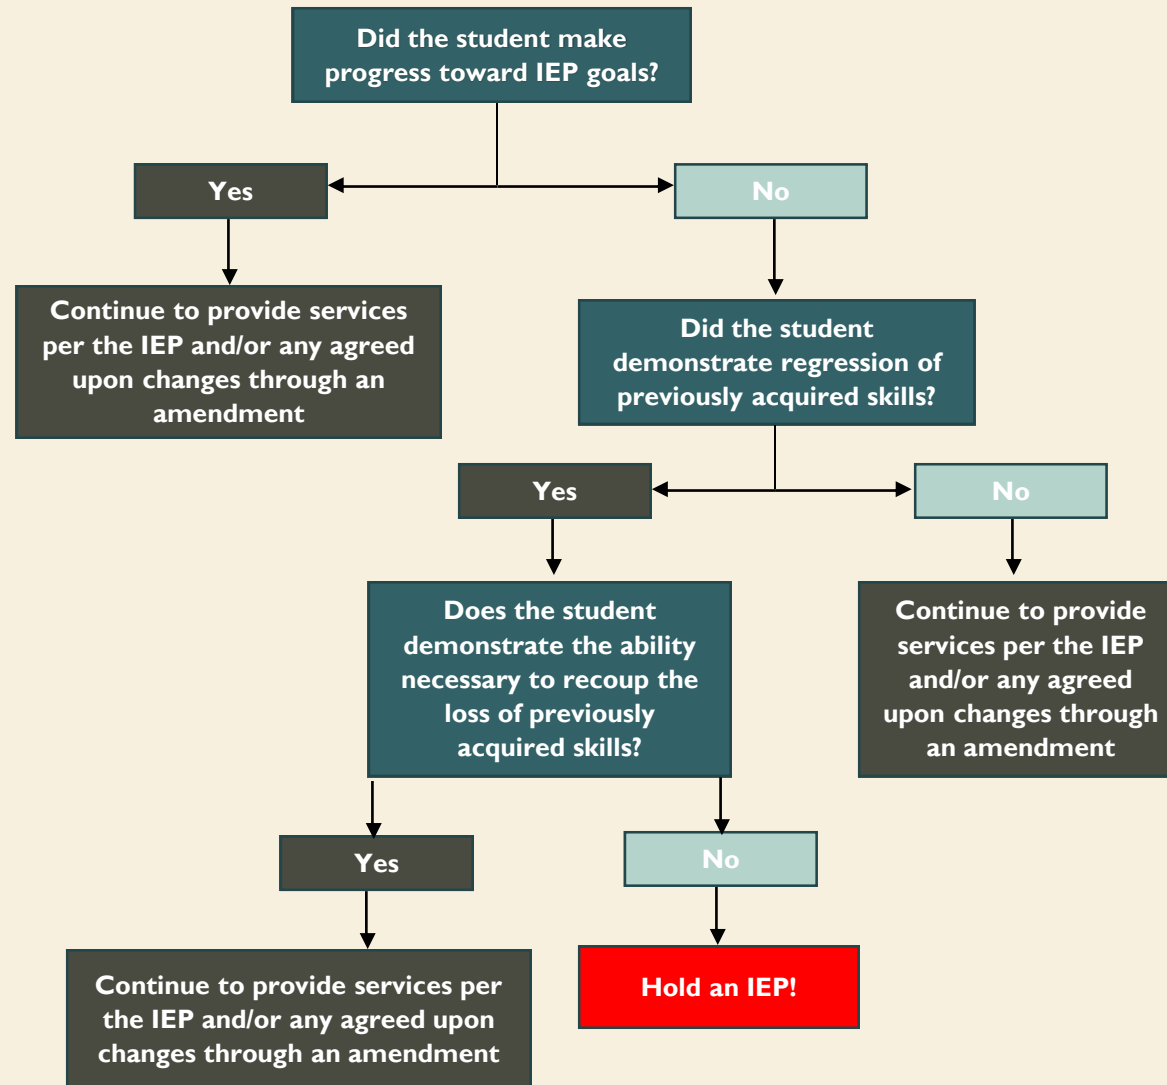 Did the student make
progress toward IEP goals?
Yes
No
Continue to provide services
per the IEP and/or any agreed
upon changes through an
amendment
Did the student
demonstrate regression of
previously acquired skills?
Yes
No
Does the student
demonstrate the ability
necessary to recoup the
loss of previously
acquired skills?
Continue to provide
services per the IEP
and/or any agreed
upon changes through
an amendment
Yes
No
Continue to provide services per
the IEP and/or any agreed upon
changes through an amendment
Hold an IEP!